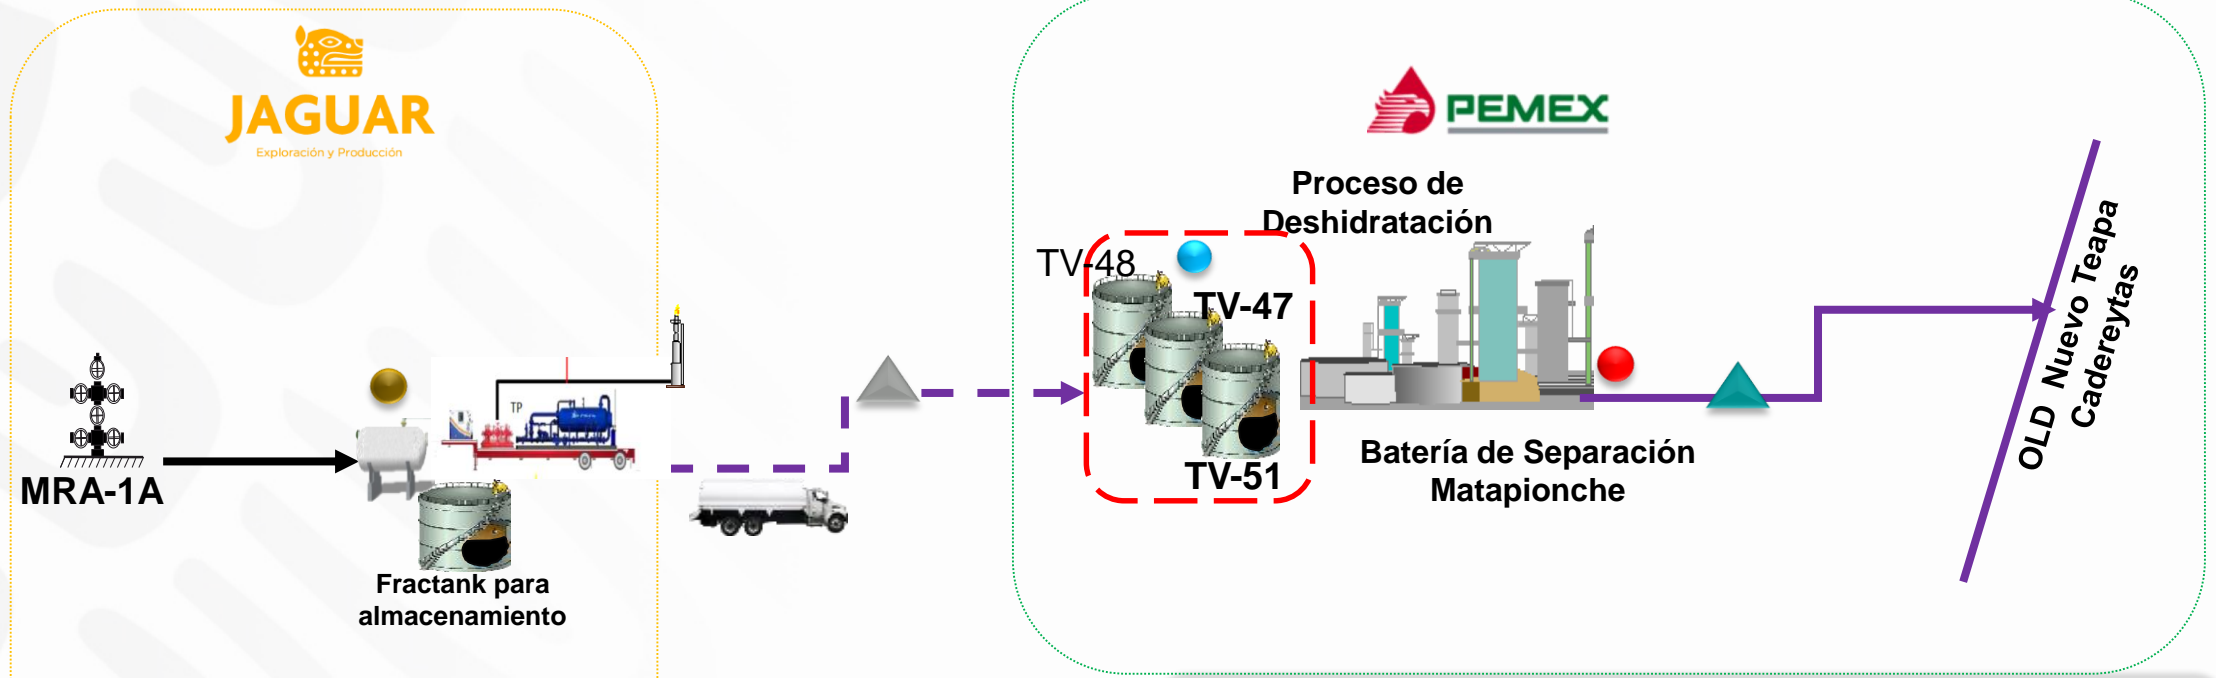 JAGUAR
Exploración y Producción
PEMEX
Proceso de
Deshidratación
TV-48
TV-47
TV-51
TP
MRA-1A
Fractank para
almacenamiento
Batería de Separación
Matapionche
OLD Nuevo Teapa
Cadereytas